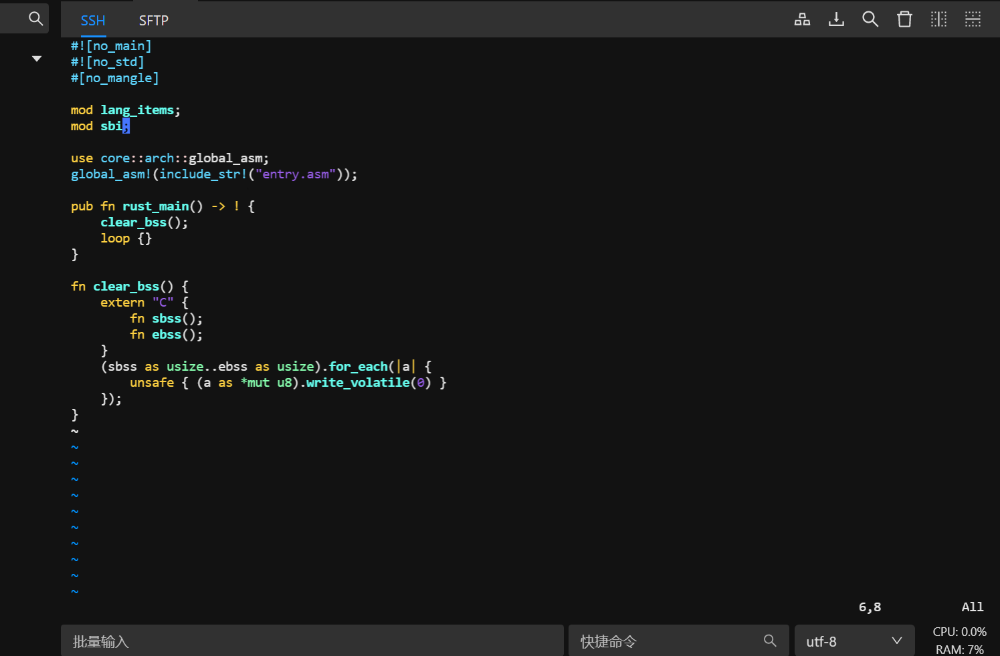 SSH SFTP
#![no_main]
#![no_std]
#[no_mangle]

mod lang_items;
mod sbi;

use core::arch::global_asm;
global_asm!(include_str!("entry.asm"));

pub fn rust_main() -> ! {
    clear_bss();
    loop {}
}

fn clear_bss() {
    extern "C" {
        fn sbss();
        fn ebss();
    }
    (sbss as usize..ebss as usize).for_each(|a| {
        unsafe { (a as *mut u8).write_volatile(0) }
    });
}
~
~
~
~
~
~
~
~
~
~
~
6,8 All
批量输入 快捷命令 utf-8 CPU: 0.0%
RAM: 7%